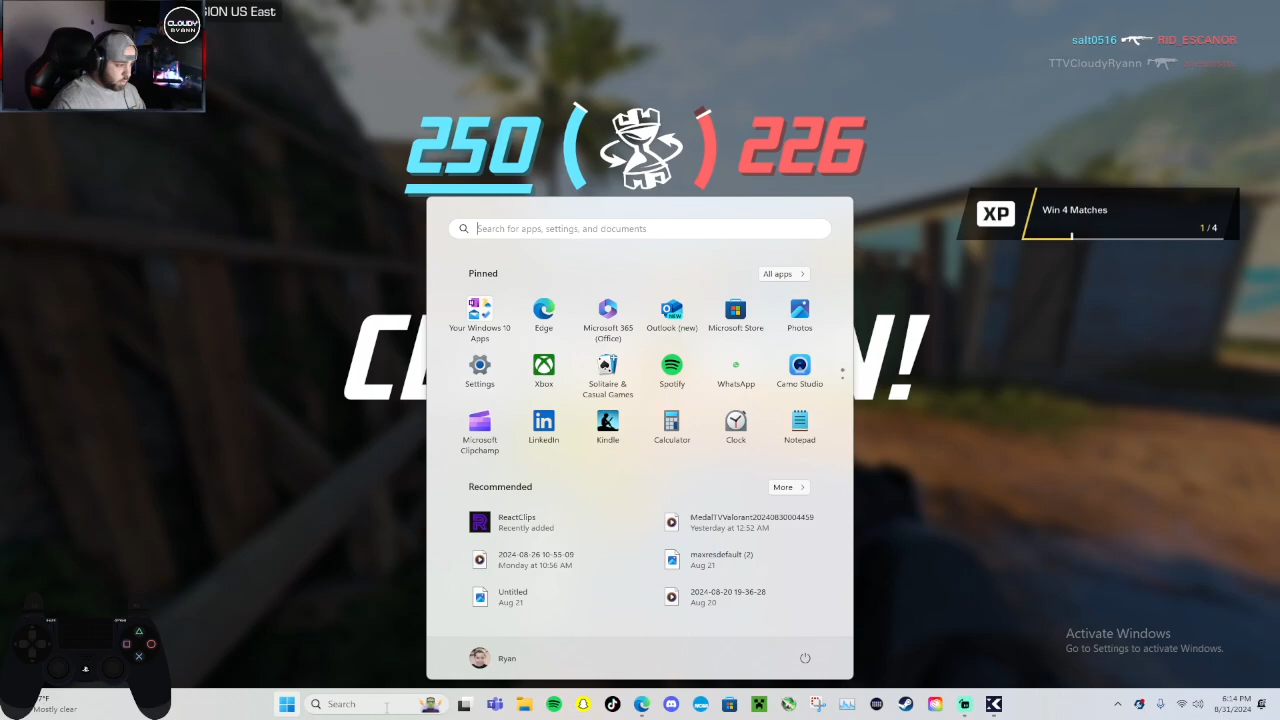 SION US East
CLOUDY
RYANN
salt0516 RID_ESCANOR
TTVCloudyRyann
250 226
XP Win 4 Matches
1 / 4
Search for apps, settings, and documents
Pinned
All apps
Your Windows 10 Apps
Edge
Microsoft 365 (Office)
Outlook (new)
Microsoft Store
Photos
Settings
Xbox
Solitaire & Casual Games
Spotify
WhatsApp
Camo Studio
Microsoft Clipchamp
LinkedIn
Kindle
Calculator
Clock
Notepad
Recommended
More
ReactClips
Recently added
MedalTVValorant20240830004459
Yesterday at 12:52 AM
2024-08-26 10-55-09
Monday at 10:56 AM
maxresdefault (2)
Aug 21
Untitled
Aug 21
2024-08-20 19-36-28
Aug 20
Ryan
Activate Windows
Go to Settings to activate Windows.
Mostly clear
Search
6:14 PM
8/31/2024